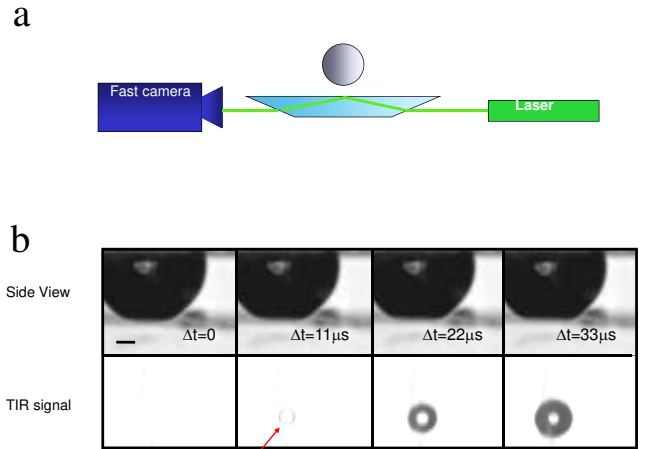 a
Fast camera
Laser
b
Side View
Δt=0
Δt=11μs
Δt=22μs
Δt=33μs
TIR signal